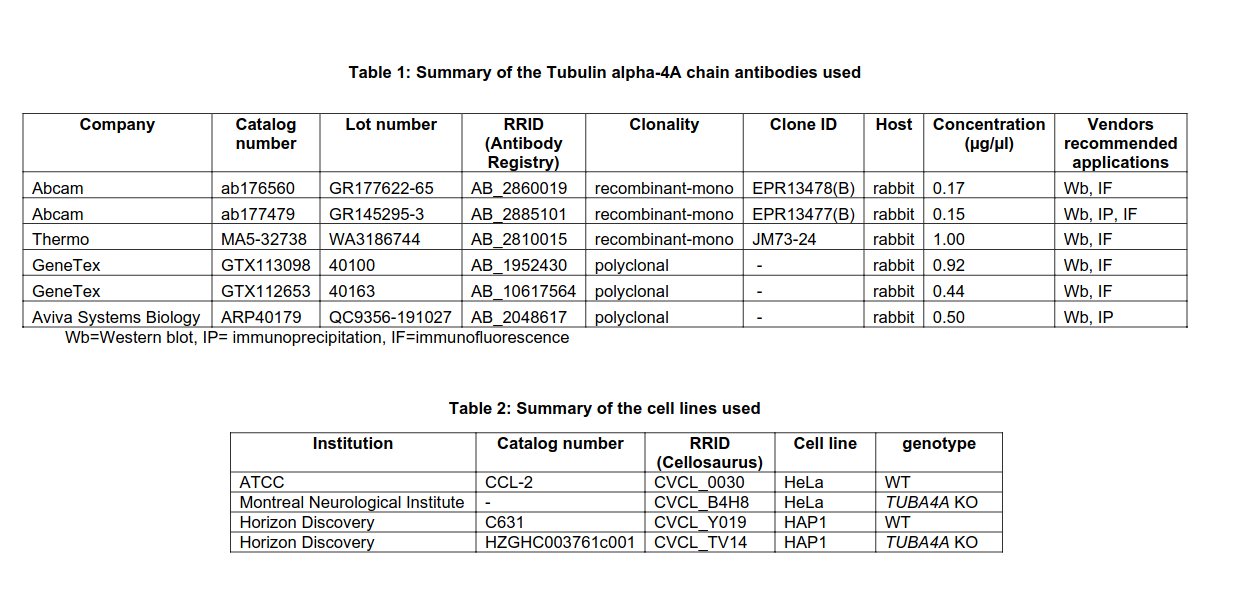 Table 1: Summary of the Tubulin alpha-4A chain antibodies used
Company Catalog number Lot number RRID (Antibody Registry) Clonality Clone ID Host Concentration (µg/µl) Vendors recommended applications
Abcam ab176560 GR177622-65 AB_2860019 recombinant-mono EPR13478(B) rabbit 0.17 Wb, IF
Abcam ab177479 GR145295-3 AB_2885101 recombinant-mono EPR13477(B) rabbit 0.15 Wb, IP, IF
Thermo MA5-32738 WA3186744 AB_2810015 recombinant-mono JM73-24 rabbit 1.00 Wb, IF
GeneTex GTX113098 40100 AB_1952430 polyclonal - rabbit 0.92 Wb, IF
GeneTex GTX112653 40163 AB_10617564 polyclonal - rabbit 0.44 Wb, IF
Aviva Systems Biology ARP40179 QC9356-191027 AB_2048617 polyclonal - rabbit 0.50 Wb, IP
Wb=Western blot, IP= immunoprecipitation, IF=immunofluorescence
Table 2: Summary of the cell lines used
Institution Catalog number RRID (Cellosaurus) Cell line genotype
ATCC CCL-2 CVCL_0030 HeLa WT
Montreal Neurological Institute - CVCL_B4H8 HeLa TUBA4A KO
Horizon Discovery C631 CVCL_Y019 HAP1 WT
Horizon Discovery HZGHC003761c001 CVCL_TV14 HAP1 TUBA4A KO